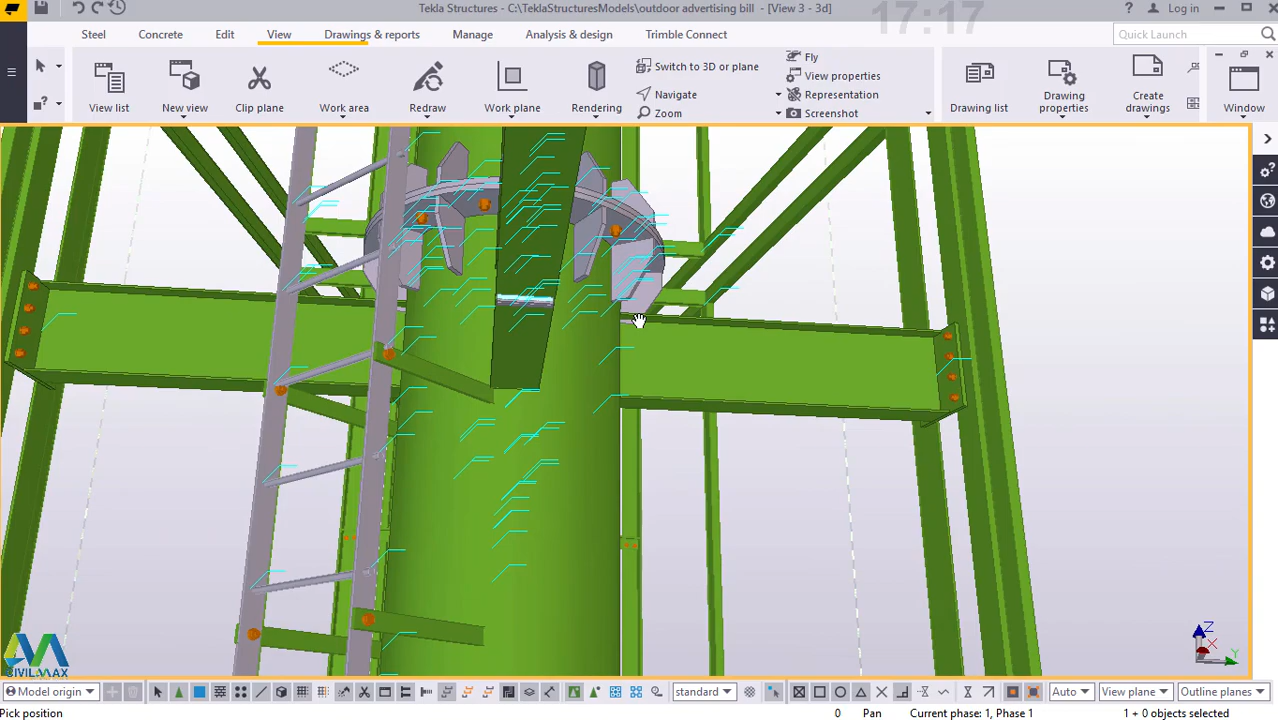 Tekla Structures - C:\TeklaStructuresModels\outdoor advertising bill - [View 3 - 3d]
17:17
Log in
Steel Concrete Edit View Drawings & reports Manage Analysis & design Trimble Connect Quick Launch
View list
New view
Clip plane
Work area
Redraw
Work plane
Rendering
Switch to 3D or plane
Navigate
Zoom
Fly
View properties
Representation
Screenshot
Drawing list
Drawing properties
Create drawings
Window
Z
X
Y
CIVILMAX
Model origin
standard
Auto
View plane
Outline planes
Pick position
0
Pan
Current phase: 1, Phase 1
1 + 0 objects selected